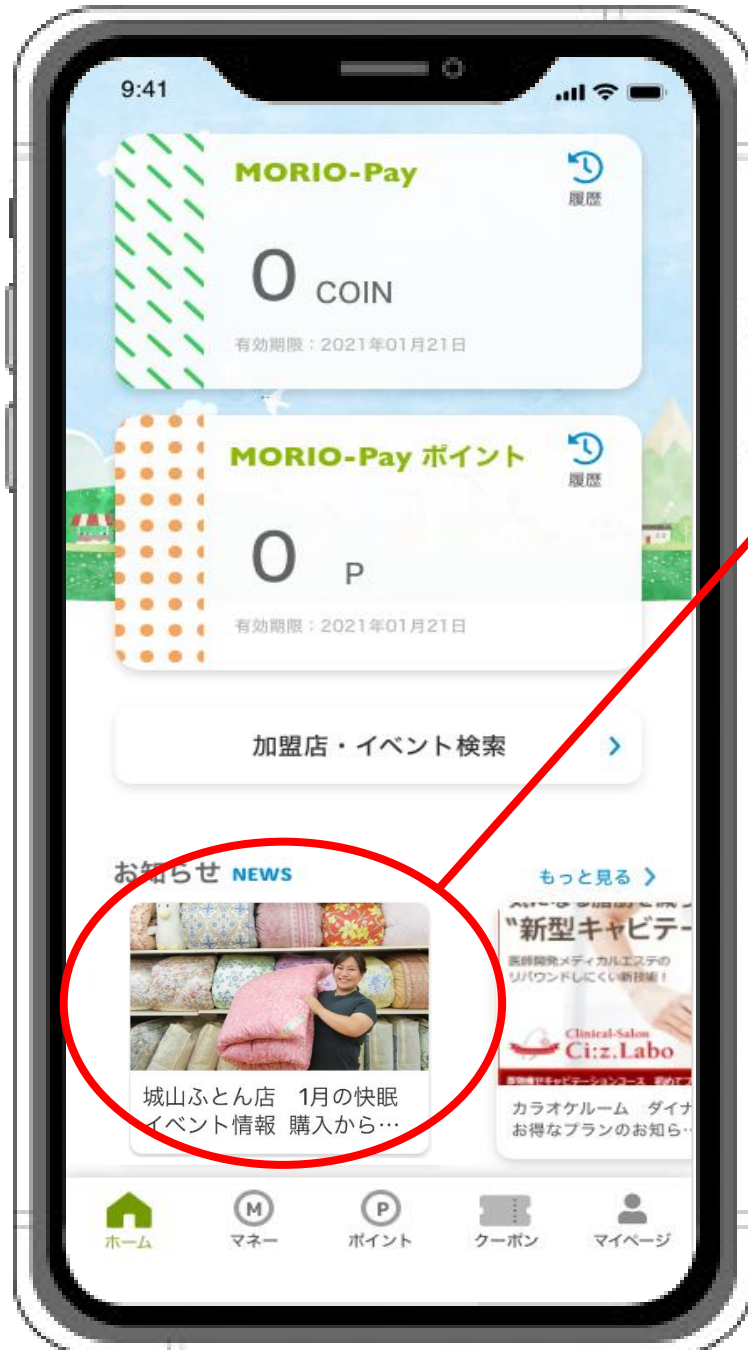 9:41
MORIO-Pay
履歴
0 COIN
有効期限：2021年01月21日
MORIO-Pay ポイント
履歴
0 P
有効期限：2021年01月21日
加盟店・イベント検索
お知らせ NEWS
もっと見る
城山ふとん店　1月の快眠
イベント情報 購入から…
"新型キャビテー
医師開発メディカルエステの
リバウンドしにくい新技術！
Clinical-Salon
Ci:z.Labo
カラオケルーム　ダイナ
お得なプランのお知ら…
ホーム
M
マネー
P
ポイント
クーポン
マイページ